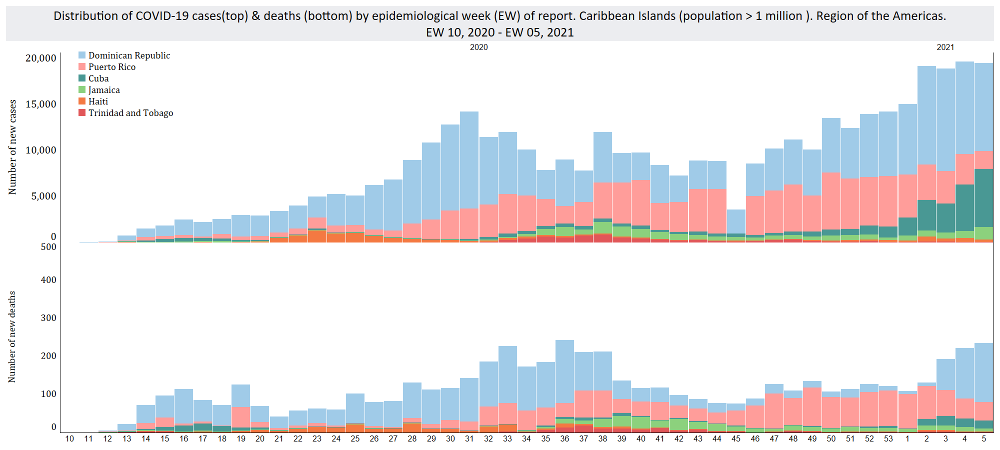 Distribution of COVID-19 cases(top) & deaths (bottom) by epidemiological week (EW) of report. Caribbean Islands (population > 1 million ). Region of the Americas.
EW 10, 2020 - EW 05, 2021
2020 2021
Dominican Republic
Puerto Rico
Cuba
Jamaica
Haiti
Trinidad and Tobago
Number of new cases
20,000
15,000
10,000
5,000
0
Number of new deaths
500
400
300
200
100
0
10 11 12 13 14 15 16 17 18 19 20 21 22 23 24 25 26 27 28 29 30 31 32 33 34 35 36 37 38 39 40 41 42 43 44 45 46 47 48 49 50 51 52 53 1 2 3 4 5